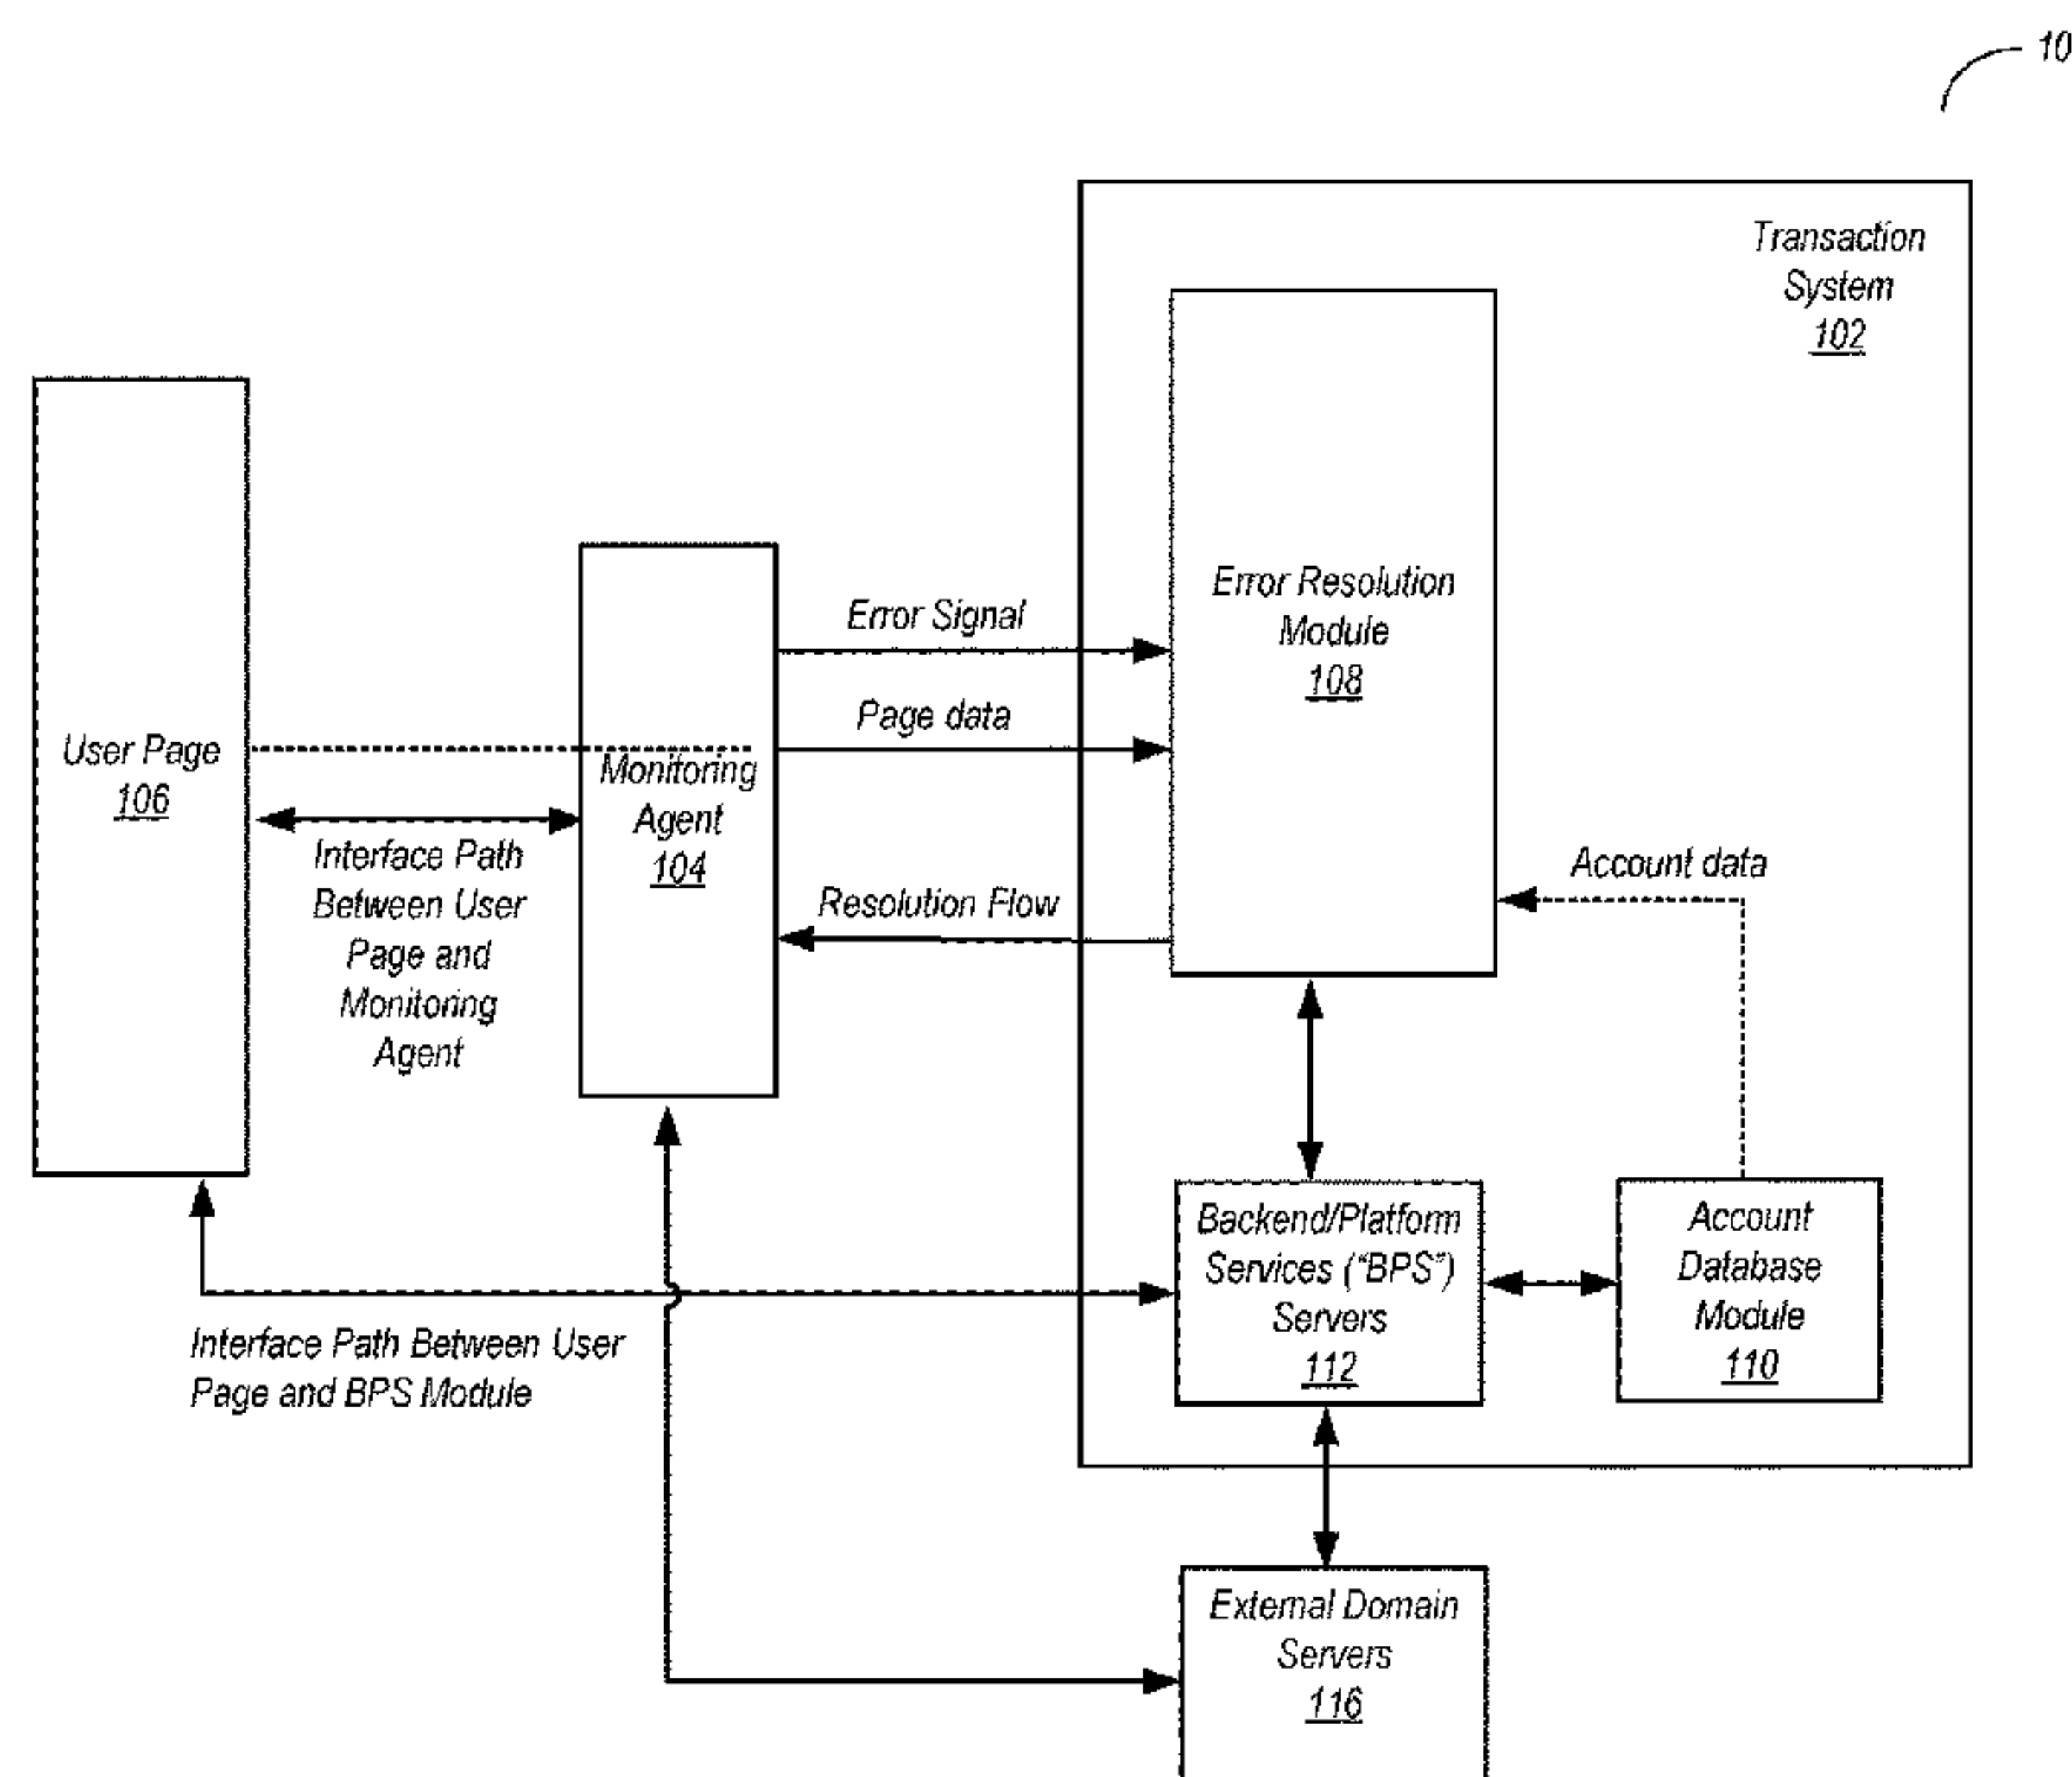 10
Transaction
System
102
Error Resolution
Module
108
Error Signal
Page data
User Page
106
Monitoring
Agent
104
Interface Path
Between User
Page and
Monitoring
Agent
Resolution Flow
Account data
Backend/Platform
Services ("BPS")
Servers
112
Account
Database
Module
110
Interface Path Between User
Page and BPS Module
External Domain
Servers
116